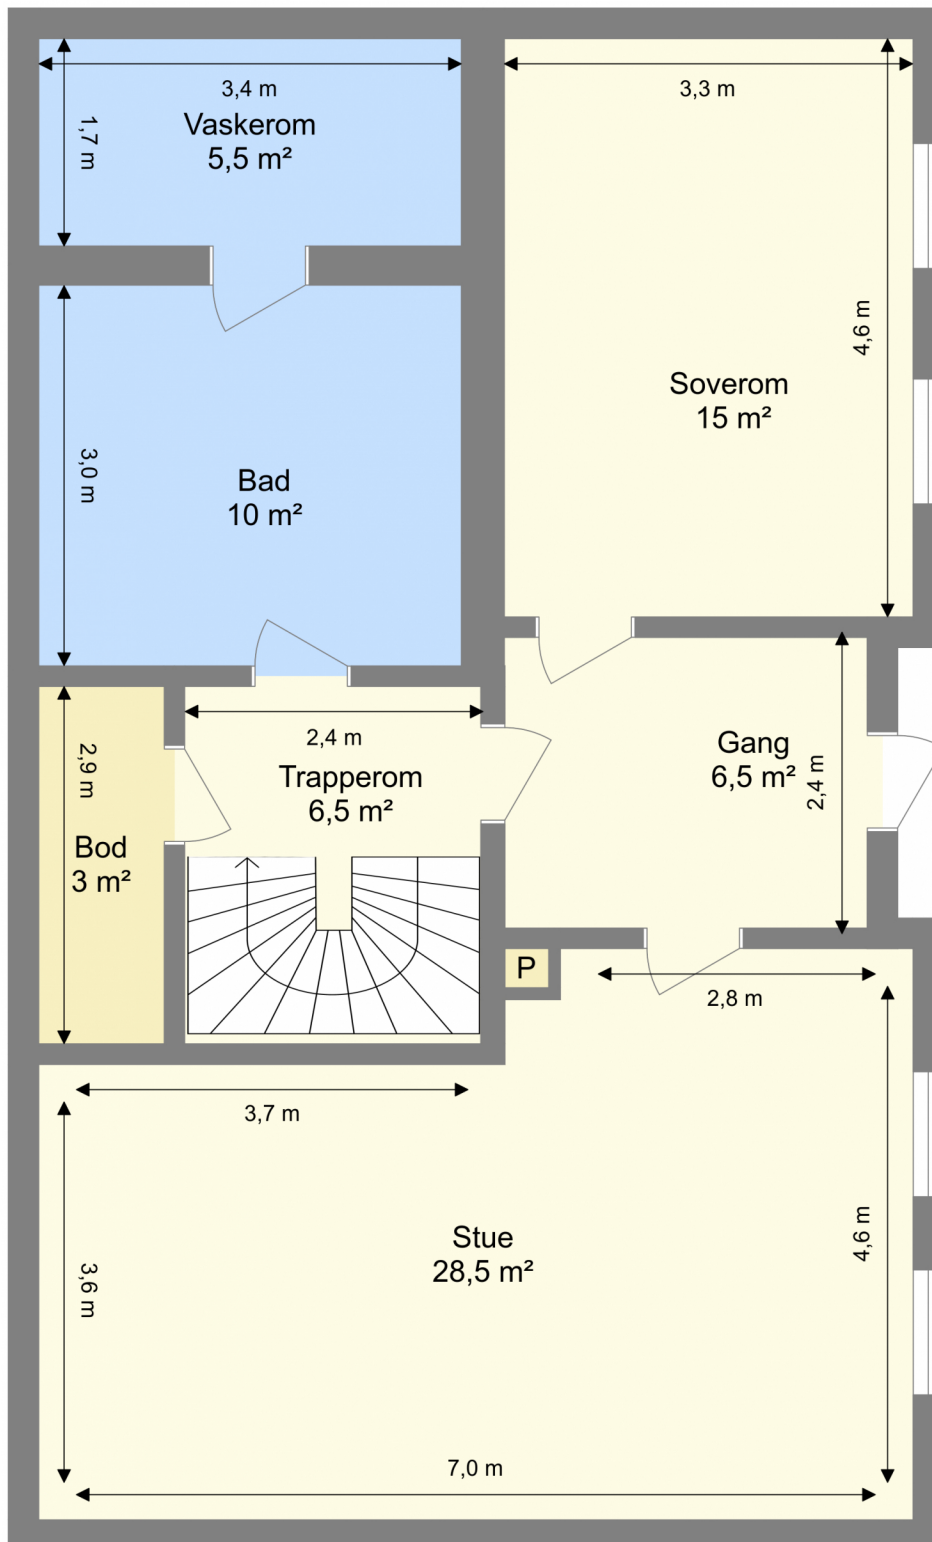 3,4 m
Vaskerom
5,5 m²
1,7 m
3,3 m
4,6 m
Soverom
15 m²
3,0 m
Bad
10 m²
2,9 m
Bod
3 m²
2,4 m
Trapperom
6,5 m²
Gang
6,5 m²
2,4 m
P
2,8 m
3,7 m
3,6 m
Stue
28,5 m²
4,6 m
7,0 m